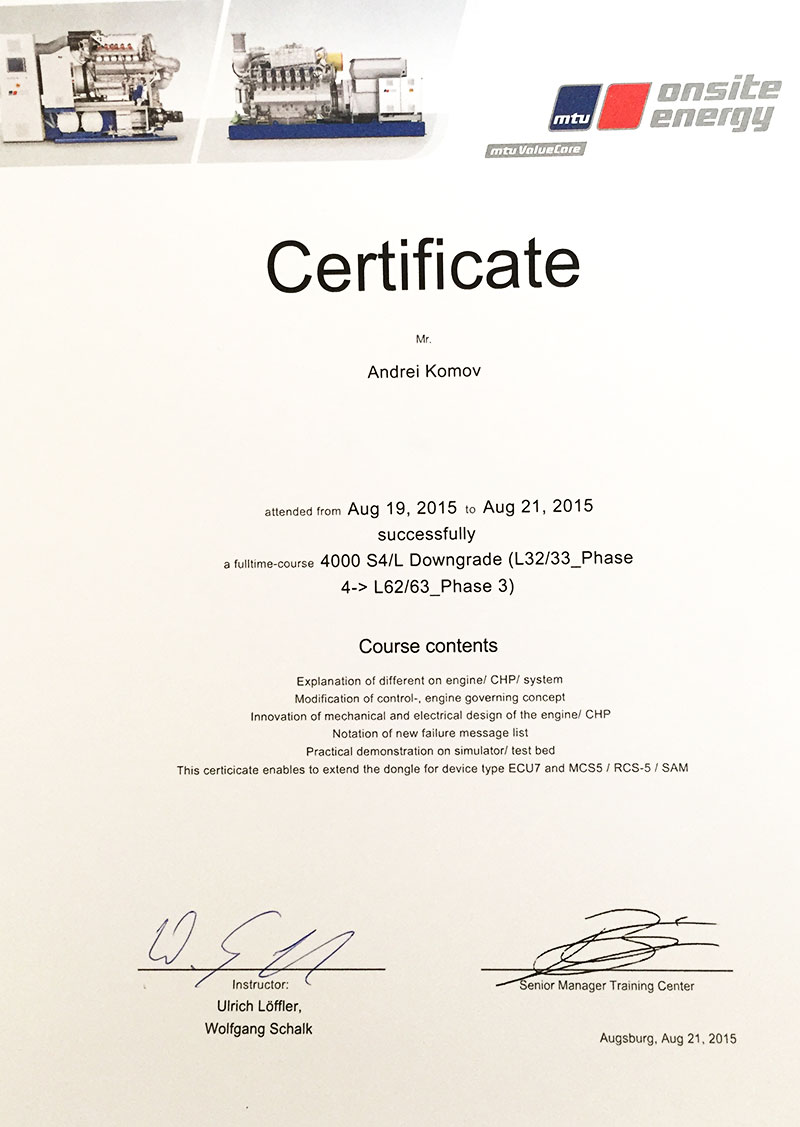 mtu
onsite
energy
mtu ValueCare
Certificate
Mr.
Andrei Komov
attended from Aug 19, 2015 to Aug 21, 2015
successfully
a fulltime-course 4000 S4/L Downgrade (L32/33_Phase
4-> L62/63_Phase 3)
Course contents
Explanation of different on engine/ CHP/ system
Modification of control-, engine governing concept
Innovation of mechanical and electrical design of the engine/ CHP
Notation of new failure message list
Practical demonstration on simulator/ test bed
This certicicate enables to extend the dongle for device type ECU7 and MCS5 / RCS-5 / SAM
Instructor:
Ulrich Löffler,
Wolfgang Schalk
Senior Manager Training Center
Augsburg, Aug 21, 2015